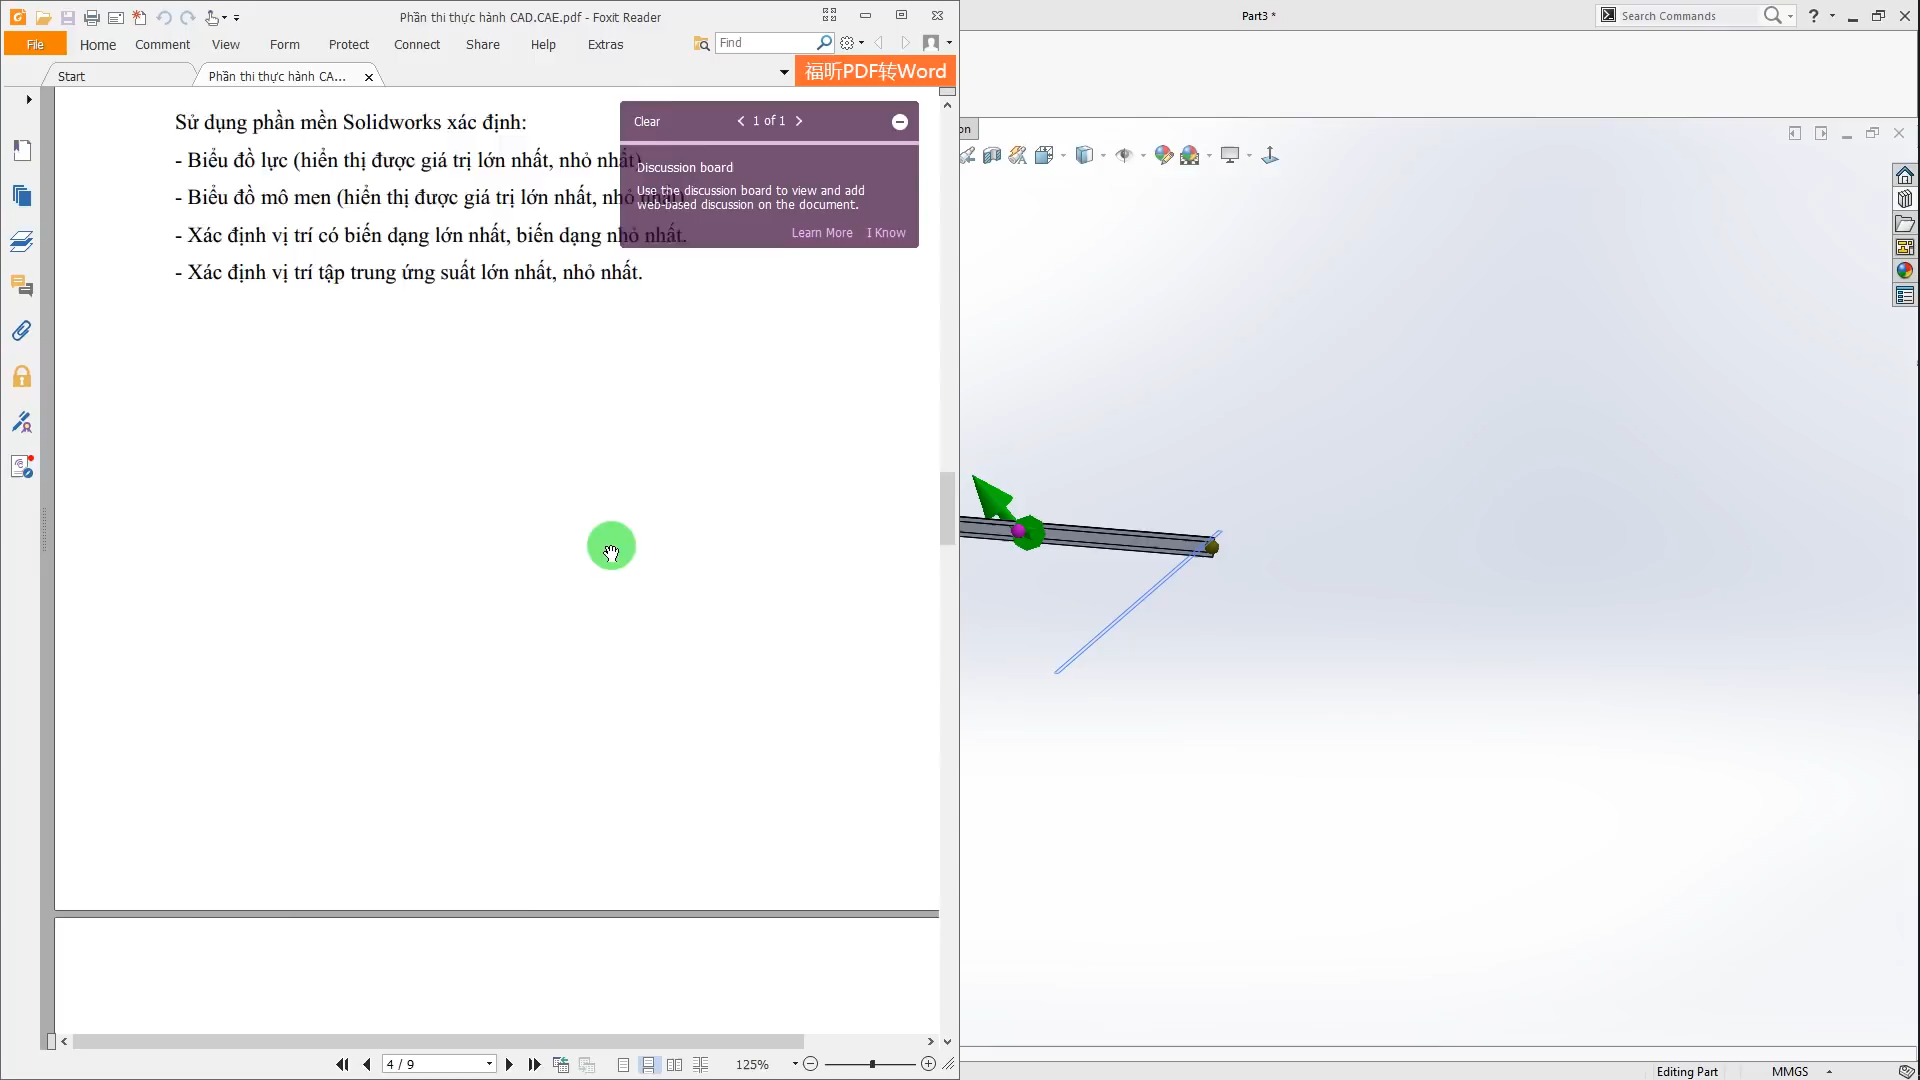 Phần thi thực hành CAD.CAE.pdf - Foxit Reader
Part3 *
Search Commands
?
File
Home
Comment
View
Form
Protect
Connect
Share
Help
Extras
Find
Start
Phần thi thực hành CA...
福昕PDF转Word
on
Sử dụng phần mền Solidworks xác định:
- Biểu đồ lực (hiển thị được giá trị lớn nhất, nhỏ nhất)
- Biểu đồ mô men (hiển thị được giá trị lớn nhất, nhỏ nhất)
- Xác định vị trí có biến dạng lớn nhất, biến dạng nhỏ nhất.
- Xác định vị trí tập trung ứng suất lớn nhất, nhỏ nhất.
Clear
1 of 1
Discussion board
Use the discussion board to view and add
web-based discussion on the document.
Learn More
I Know
4 / 9
125%
Editing Part
MMGS